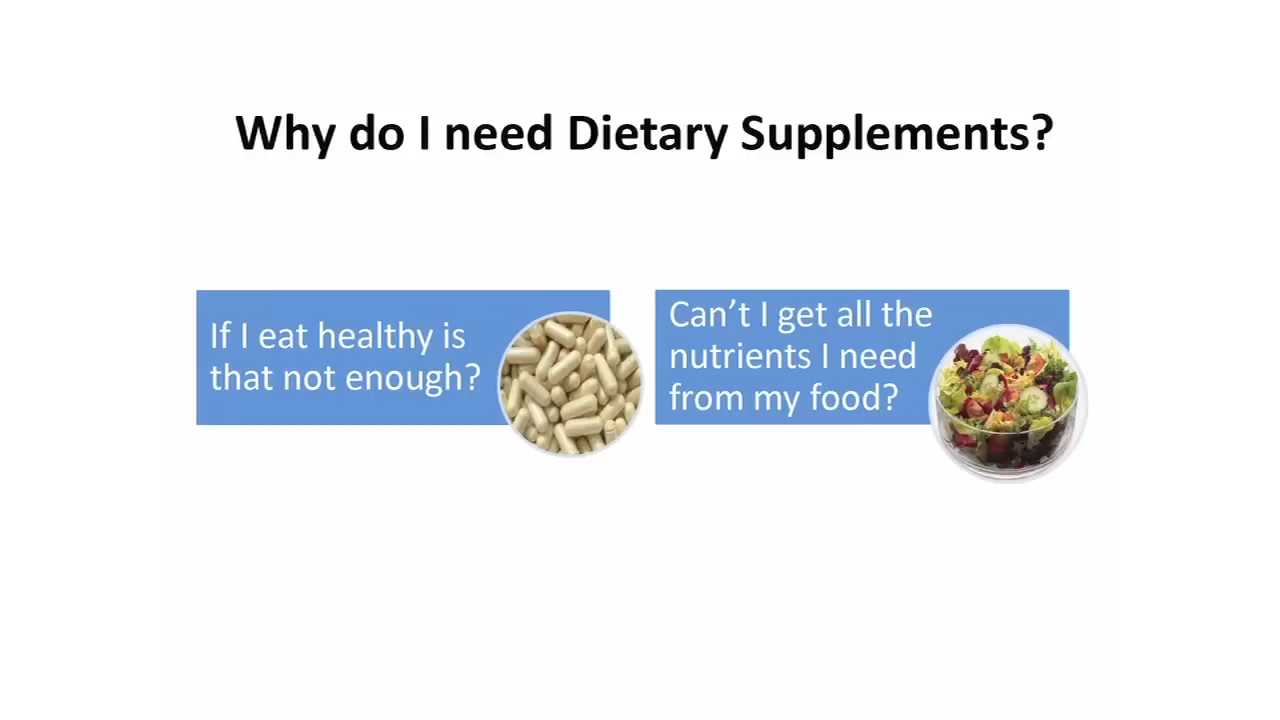 Why do I need Dietary Supplements?
If I eat healthy is
that not enough?
Can’t I get all the
nutrients I need
from my food?